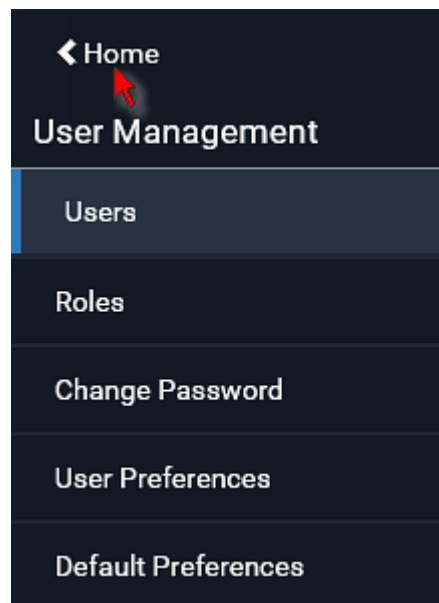 Home
User Management
Users
Roles
Change Password
User Preferences
Default Preferences